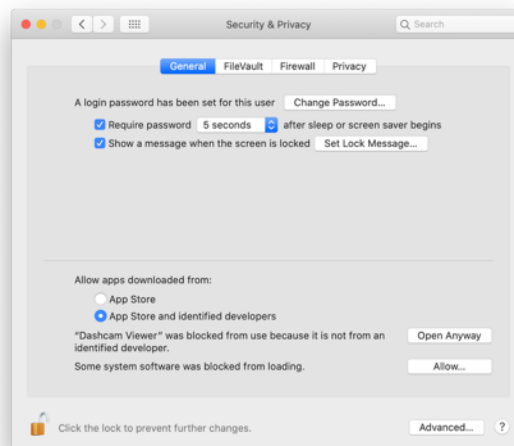 Security & Privacy
Search
General FileVault Firewall Privacy
A login password has been set for this user Change Password...
Require password 5 seconds after sleep or screen saver begins
Show a message when the screen is locked Set Lock Message...
Allow apps downloaded from:
App Store
App Store and identified developers
“Dashcam Viewer” was blocked from use because it is not from an Open Anyway
identified developer.
Some system software was blocked from loading. Allow...
Click the lock to prevent further changes. Advanced... ?